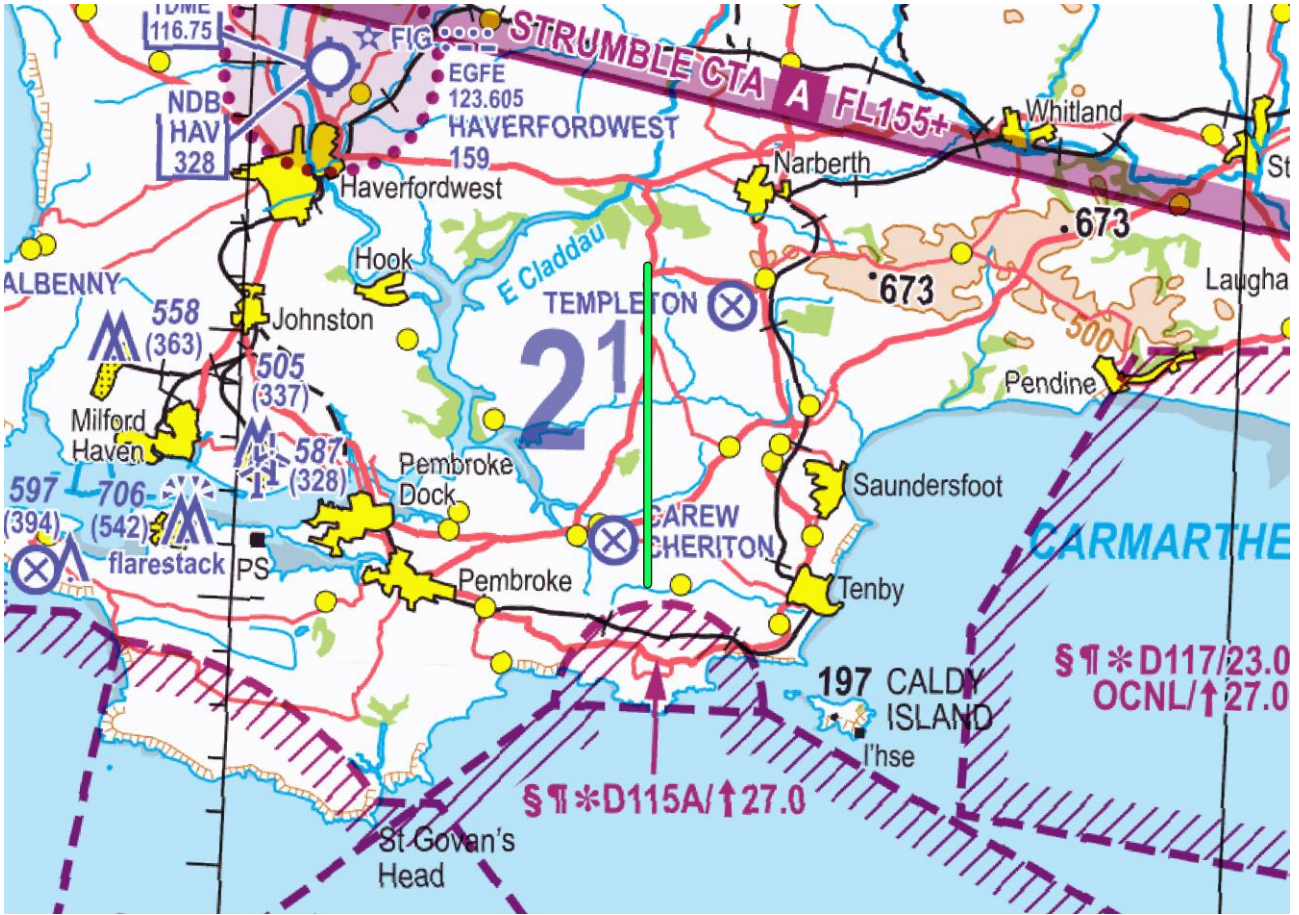 TDME
116.75
NDB
HAV
328
FIG
EGFE
123.605
HAVERFORDWEST
159
STRUMBLE CTA A FL155+
Whitland
St
Narberth
Haverfordwest
673
673
Hook
E Claddau
ALBENNY
TEMPLETON
Laugha
558
(363)
Johnston
2¹
500
505
(337)
Pendine
Milford
Haven
587
(328)
Pembroke
Dock
Saundersfoot
597
(394)
706
(542)
flarestack
PS
CAREW
CHERITON
CARMARTHE
Pembroke
Tenby
§¶*D117/23.0
OCNL/↑27.0
197
CALDY
ISLAND
l'hse
§¶*D115A/↑27.0
St Govan's
Head